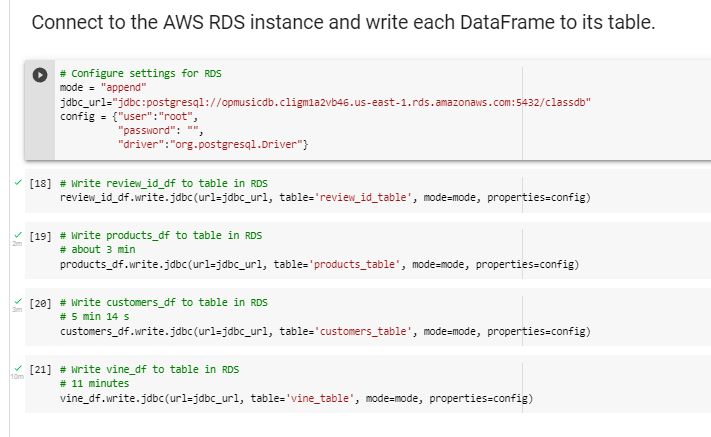 Connect to the AWS RDS instance and write each DataFrame to its table.
# Configure settings for RDS
mode = "append"
jdbc_url="jdbc:postgresql://opmusicdb.cligm1a2vb46.us-east-1.rds.amazonaws.com:5432/classdb"
config = {"user":"root",
"password": "",
"driver":"org.postgresql.Driver"}
[18] # Write review_id_df to table in RDS
review_id_df.write.jdbc(url=jdbc_url, table='review_id_table', mode=mode, properties=config)
[19] # Write products_df to table in RDS
2m
# about 3 min
products_df.write.jdbc(url=jdbc_url, table='products_table', mode=mode, properties=config)
[20] # Write customers_df to table in RDS
3m
# 5 min 14 s
customers_df.write.jdbc(url=jdbc_url, table='customers_table', mode=mode, properties=config)
[21] # Write vine_df to table in RDS
10m
# 11 minutes
vine_df.write.jdbc(url=jdbc_url, table='vine_table', mode=mode, properties=config)